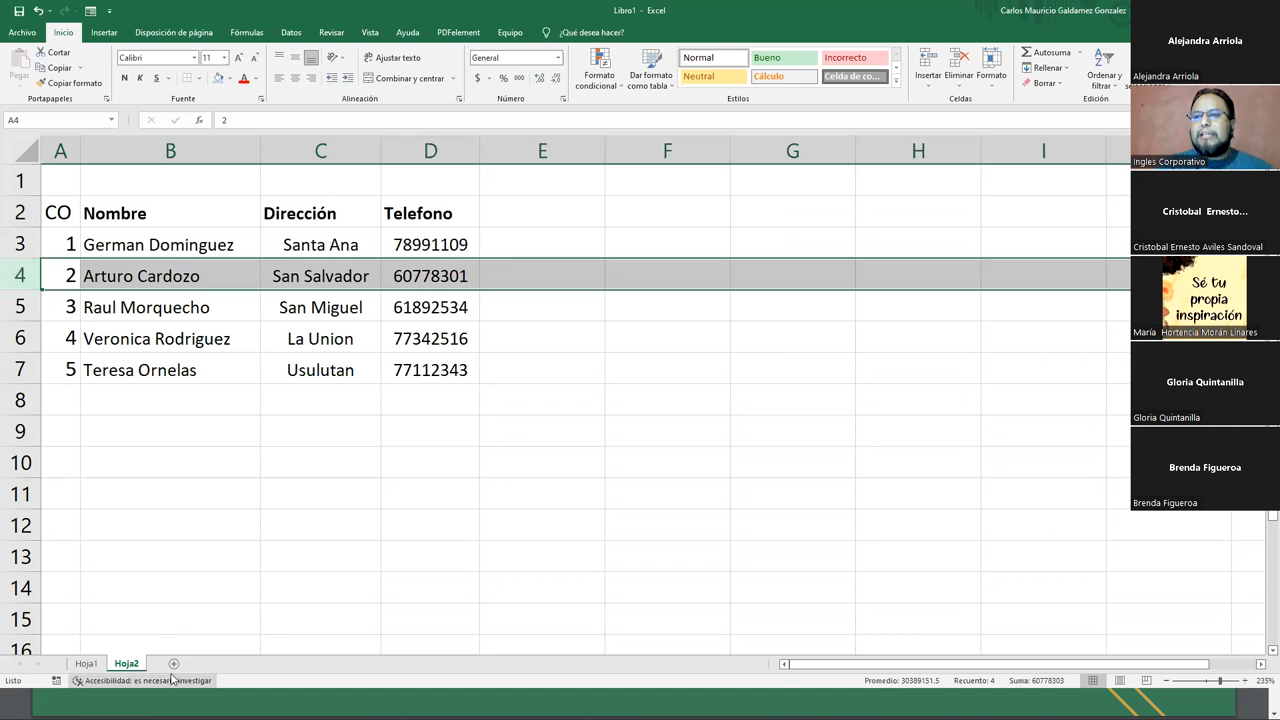 Libro1 - Excel
Carlos Mauricio Galdamez Gonzalez
Archivo Inicio Insertar Disposición de página Fórmulas Datos Revisar Vista Ayuda PDFelement Equipo ¿Qué desea hacer?
Pegar
Cortar
Copiar
Copiar formato
Portapapeles
Calibri 11
N K S
Fuente
Ajustar texto
Combinar y centrar
Alineación
General
$ % 000
Número
Formato condicional
Dar formato como tabla
Normal Bueno Incorrecto
Neutral Cálculo Celda de co...
Estilos
Insertar Eliminar Formato
Celdas
Autosuma
Rellenar
Borrar
Ordenar y filtrar
Edición
A4 fx 2
A B C D E F G H I
1
2 CO Nombre Dirección Telefono
3 1 German Dominguez Santa Ana 78991109
4 2 Arturo Cardozo San Salvador 60778301
5 3 Raul Morquecho San Miguel 61892534
6 4 Veronica Rodriguez La Union 77342516
7 5 Teresa Ornelas Usulutan 77112343
8
9
10
11
12
13
14
15
16
Hoja1 Hoja2
Listo Accesibilidad: es necesario investigar Promedio: 30389151.5 Recuento: 4 Suma: 60778303 235%
Alejandra Arriola
Alejandra Arriola
Ingles Corporativo
Cristobal Ernesto...
Cristobal Ernesto Aviles Sandoval
Sé tu
propia
inspiración
María Hortencia Morán Linares
Gloria Quintanilla
Gloria Quintanilla
Brenda Figueroa
Brenda Figueroa